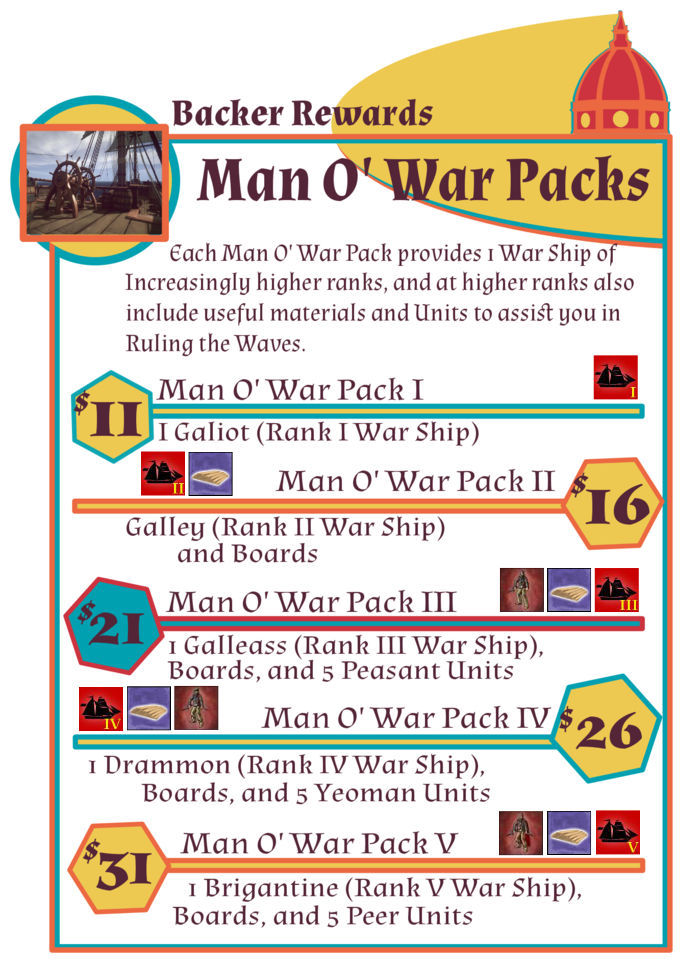 Backer Rewards
Man O' War Packs
Each Man O' War Pack provides 1 War Ship of
Increasingly higher ranks, and at higher ranks also
include useful materials and Units to assist you in
Ruling the Waves.
I
$11
Man O' War Pack I
1 Galiot (Rank I War Ship)
II
Man O' War Pack II
$16
Galley (Rank II War Ship)
and Boards
$21
Man O' War Pack III
III
1 Galleass (Rank III War Ship),
Boards, and 5 Peasant Units
IV
Man O' War Pack IV
$26
1 Drammon (Rank IV War Ship),
Boards, and 5 Yeoman Units
$31
Man O' War Pack V
V
1 Brigantine (Rank V War Ship),
Boards, and 5 Peer Units